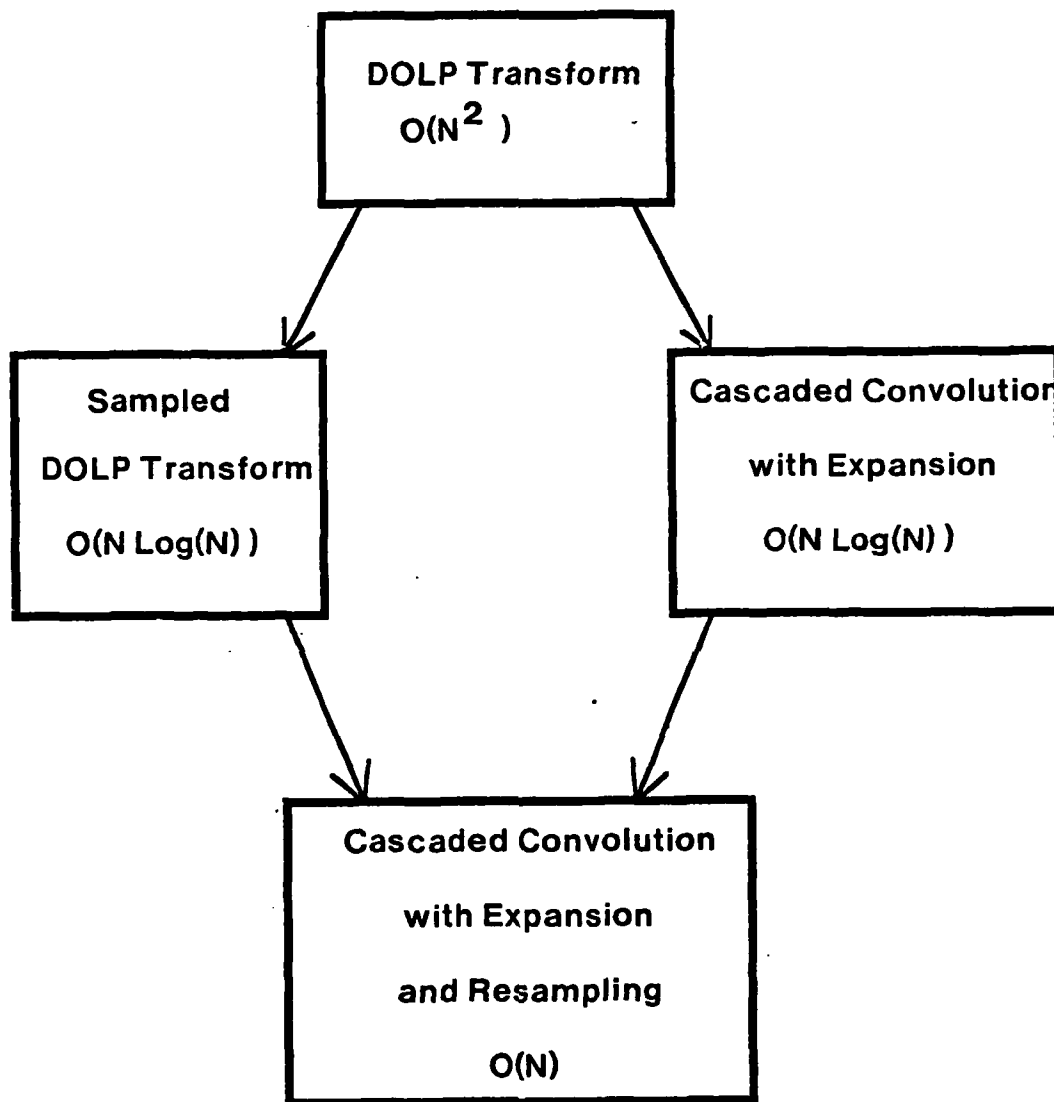 DOLP Transform
O(N²)
Sampled
DOLP Transform
O(N Log(N))
Cascaded Convolution
with Expansion
O(N Log(N))
Cascaded Convolution
with Expansion
and Resampling
O(N)